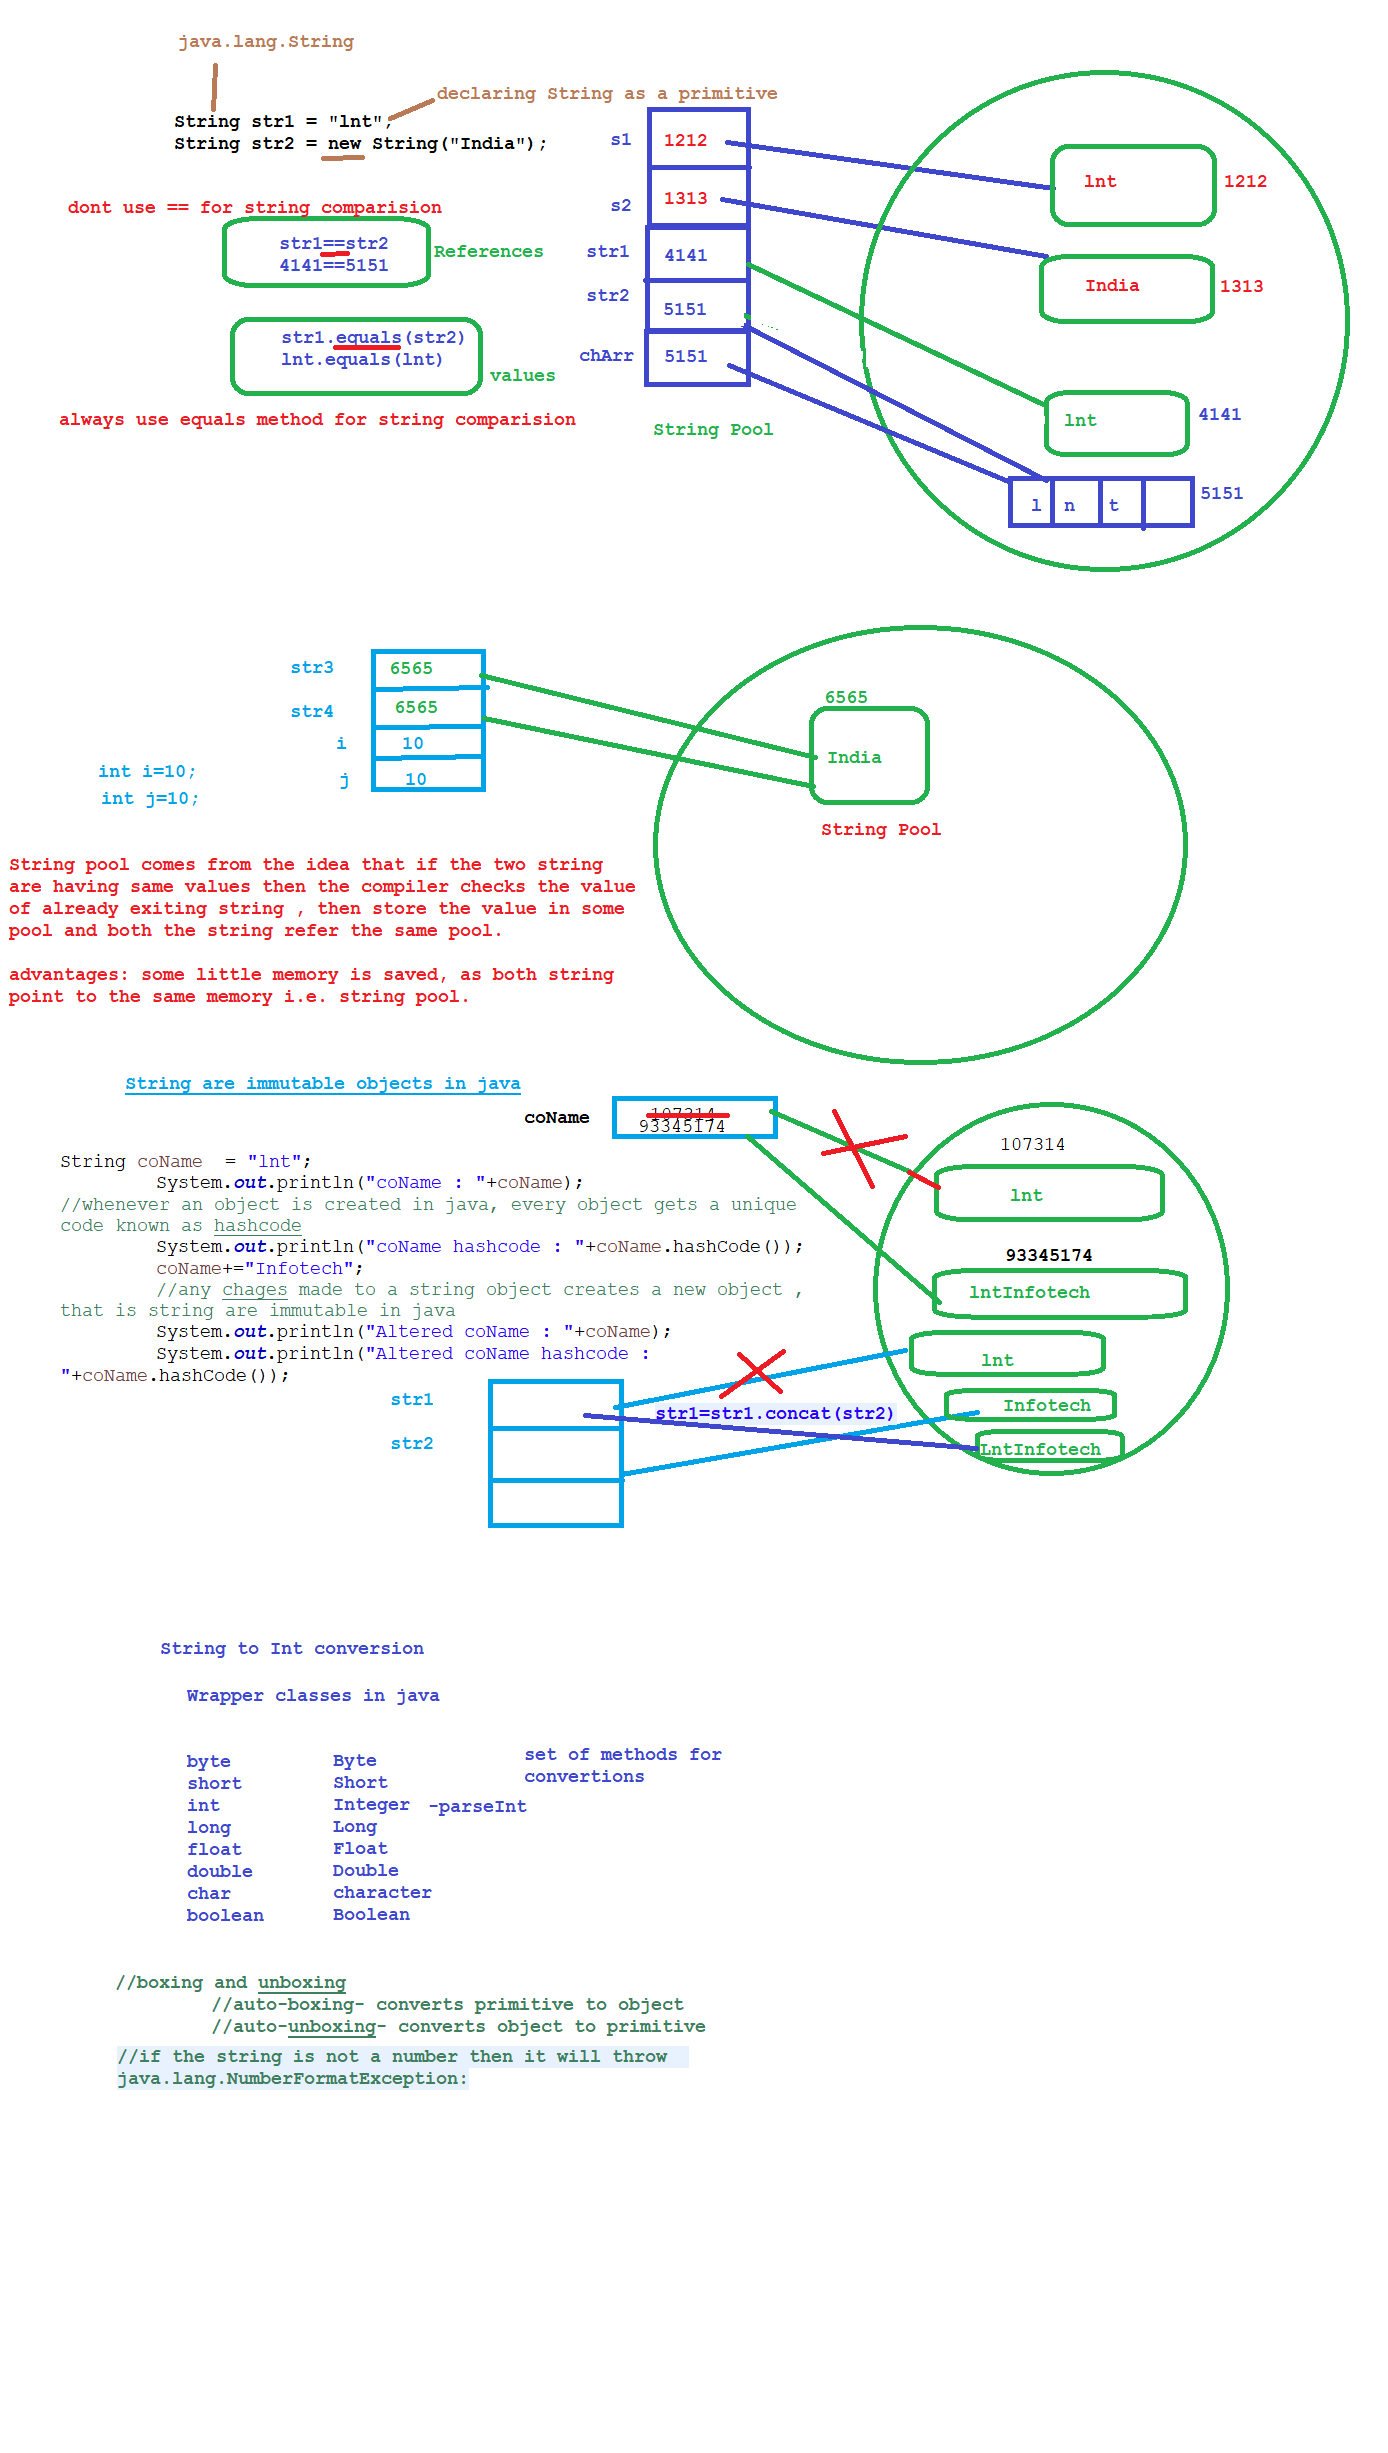 java.lang.String
declaring String as a primitive
String str1 = "lnt";
String str2 = new String("India");
dont use == for string comparision
str1==str2
4141==5151
References
str1.equals(str2)
lnt.equals(lnt)
values
always use equals method for string comparision
s1
1212
s2
1313
str1
4141
str2
5151
chArr
5151
String Pool
lnt
1212
India
1313
lnt
4141
l n t
5151
str3
6565
str4
6565
i
10
j
10
int i=10;
int j=10;
6565
India
String Pool
String pool comes from the idea that if the two string
are having same values then the compiler checks the value
of already exiting string , then store the value in some
pool and both the string refer the same pool.
advantages: some little memory is saved, as both string
point to the same memory i.e. string pool.
String are immutable objects in java
coName
107314
93345174
String coName  = "lnt";
System.out.println("coName : "+coName);
//whenever an object is created in java, every object gets a unique
code known as hashcode
System.out.println("coName hashcode : "+coName.hashCode());
coName+="Infotech";
//any chages made to a string object creates a new object ,
that is string are immutable in java
System.out.println("Altered coName : "+coName);
System.out.println("Altered coName hashcode :
"+coName.hashCode());
107314
lnt
93345174
lntInfotech
lnt
Infotech
LntInfotech
str1
str2
str1=str1.concat(str2)
String to Int conversion
Wrapper classes in java
set of methods for
convertions
byte Byte
short Short
int Integer -parseInt
long Long
float Float
double Double
char character
boolean Boolean
//boxing and unboxing
//auto-boxing- converts primitive to object
//auto-unboxing- converts object to primitive
//if the string is not a number then it will throw
java.lang.NumberFormatException: